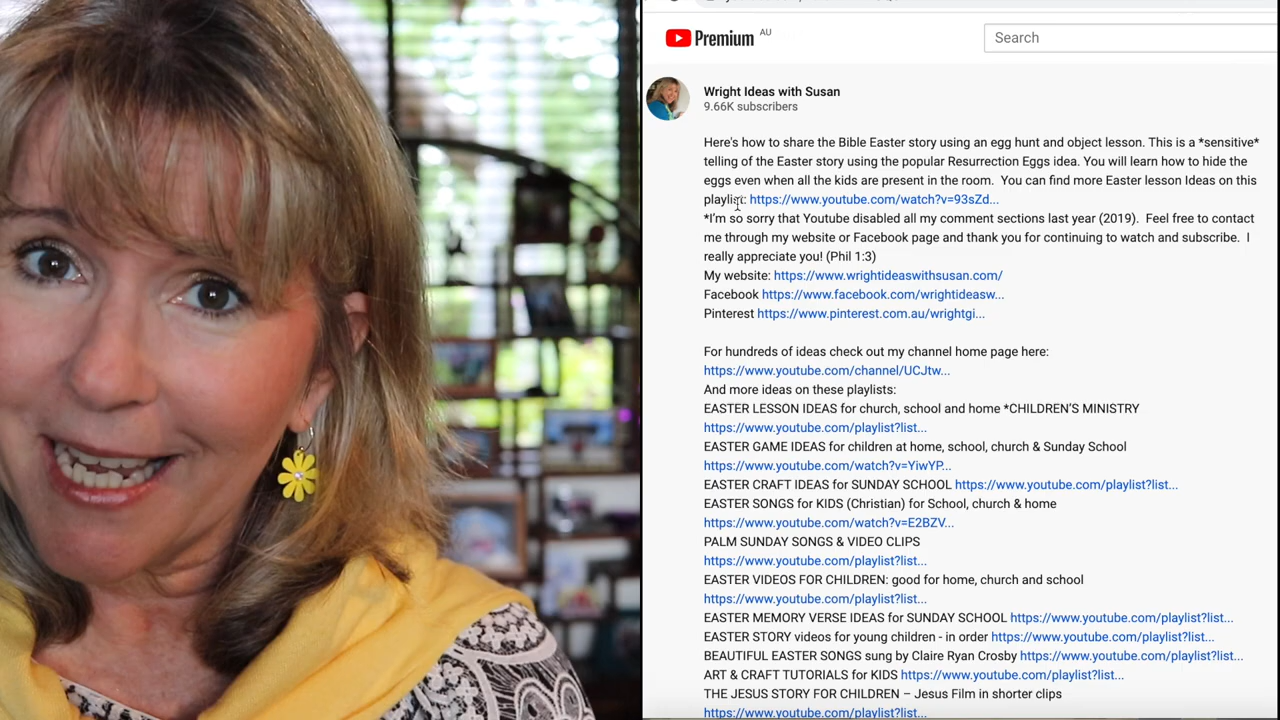 Premium AU
Search
Wright Ideas with Susan
9.66K subscribers
Here's how to share the Bible Easter story using an egg hunt and object lesson. This is a *sensitive*
telling of the Easter story using the popular Resurrection Eggs idea. You will learn how to hide the
eggs even when all the kids are present in the room.  You can find more Easter lesson Ideas on this
playlist: https://www.youtube.com/watch?v=93sZd...
*I'm so sorry that Youtube disabled all my comment sections last year (2019).  Feel free to contact
me through my website or Facebook page and thank you for continuing to watch and subscribe.  I
really appreciate you! (Phil 1:3)
My website: https://www.wrightideaswithsusan.com/
Facebook https://www.facebook.com/wrightideasw...
Pinterest https://www.pinterest.com.au/wrightgi...
For hundreds of ideas check out my channel home page here:
https://www.youtube.com/channel/UCJtw...
And more ideas on these playlists:
EASTER LESSON IDEAS for church, school and home *CHILDREN'S MINISTRY
https://www.youtube.com/playlist?list...
EASTER GAME IDEAS for children at home, school, church & Sunday School
https://www.youtube.com/watch?v=YiwYP...
EASTER CRAFT IDEAS for SUNDAY SCHOOL https://www.youtube.com/playlist?list...
EASTER SONGS for KIDS (Christian) for School, church & home
https://www.youtube.com/watch?v=E2BZV...
PALM SUNDAY SONGS & VIDEO CLIPS
https://www.youtube.com/playlist?list...
EASTER VIDEOS FOR CHILDREN: good for home, church and school
https://www.youtube.com/playlist?list...
EASTER MEMORY VERSE IDEAS for SUNDAY SCHOOL https://www.youtube.com/playlist?list...
EASTER STORY videos for young children - in order https://www.youtube.com/playlist?list...
BEAUTIFUL EASTER SONGS sung by Claire Ryan Crosby https://www.youtube.com/playlist?list...
ART & CRAFT TUTORIALS for KIDS https://www.youtube.com/playlist?list...
THE JESUS STORY FOR CHILDREN – Jesus Film in shorter clips
https://www.youtube.com/playlist?list...